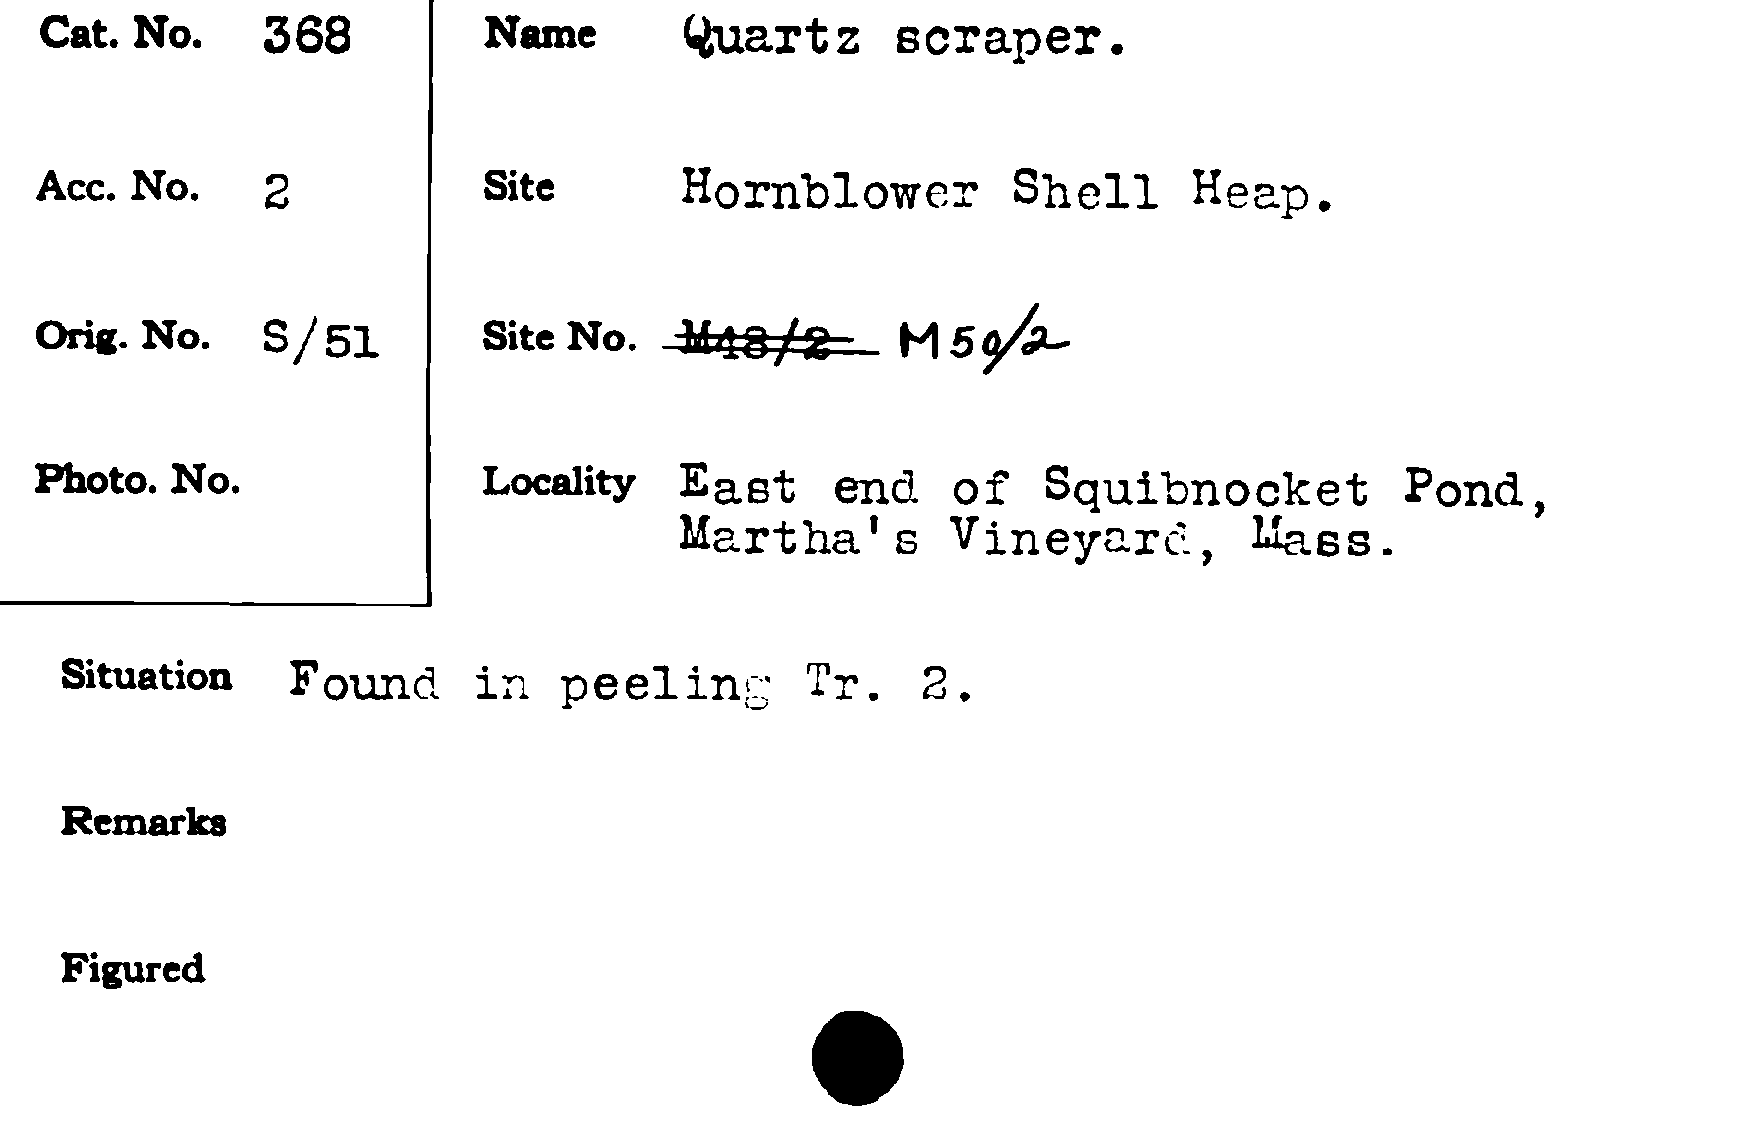 Cat. No. 368 Name Quartz scraper.
Acc. No. 2 Site Hornblower Shell Heap.
Orig. No. S/51 Site No. M48/2 M50/2
Photo. No. Locality East end of Squibnocket Pond,
Martha's Vineyard, Mass.
Situation Found in peeling Tr. 2.
Remarks
Figured